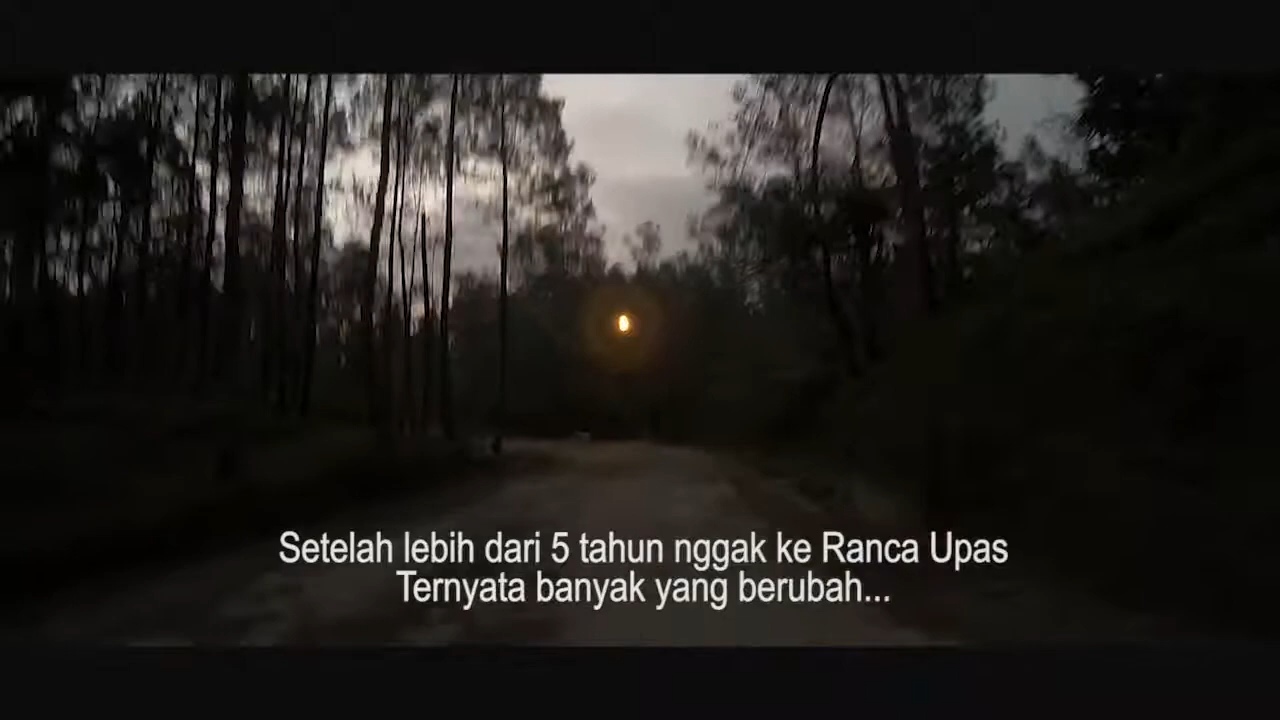 Setelah lebih dari 5 tahun nggak ke Ranca Upas
Ternyata banyak yang berubah...